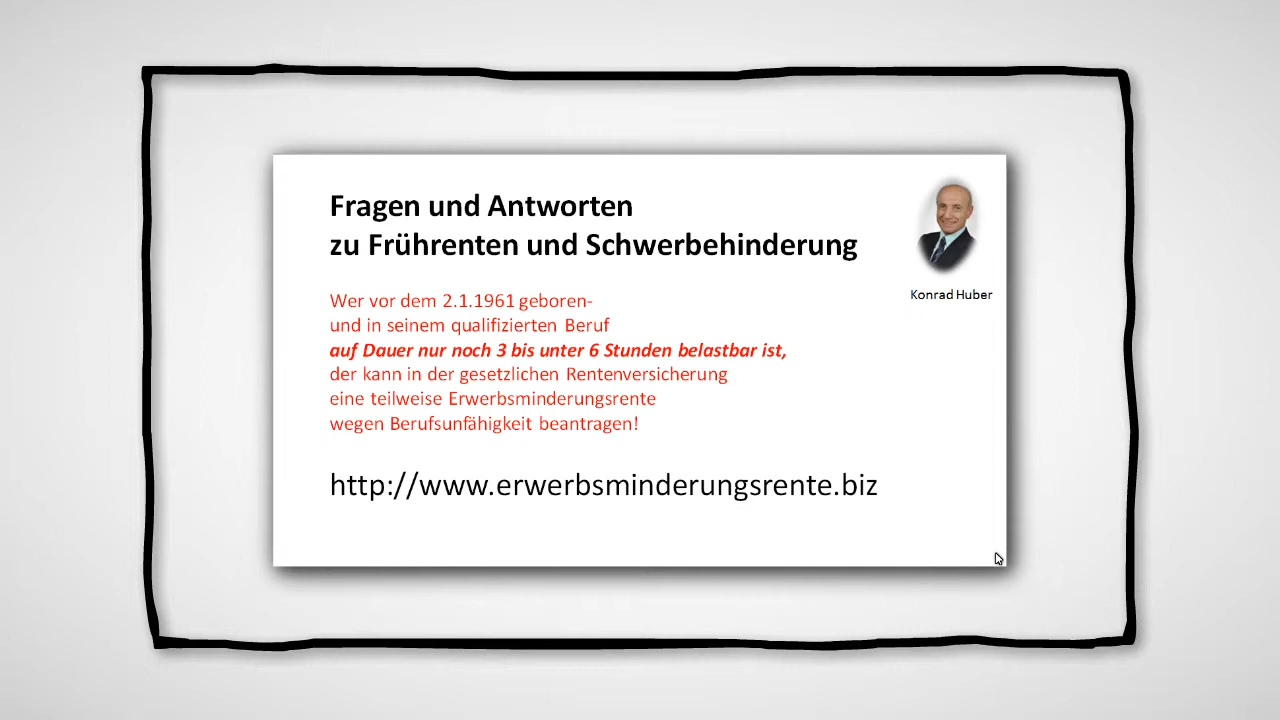 Fragen und Antworten
zu Frührenten und Schwerbehinderung
Konrad Huber
Wer vor dem 2.1.1961 geboren-
und in seinem qualifizierten Beruf
auf Dauer nur noch 3 bis unter 6 Stunden belastbar ist,
der kann in der gesetzlichen Rentenversicherung
eine teilweise Erwerbsminderungsrente
wegen Berufsunfähigkeit beantragen!
http://www.erwerbsminderungsrente.biz